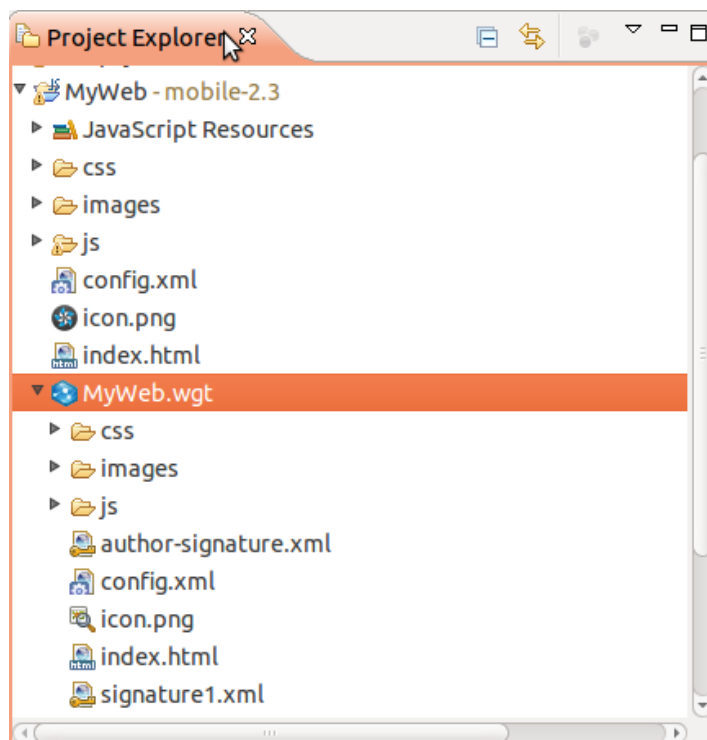 Project Explorer
MyWeb - mobile-2.3
JavaScript Resources
css
images
js
config.xml
icon.png
index.html
MyWeb.wgt
css
images
js
author-signature.xml
config.xml
icon.png
index.html
signature1.xml